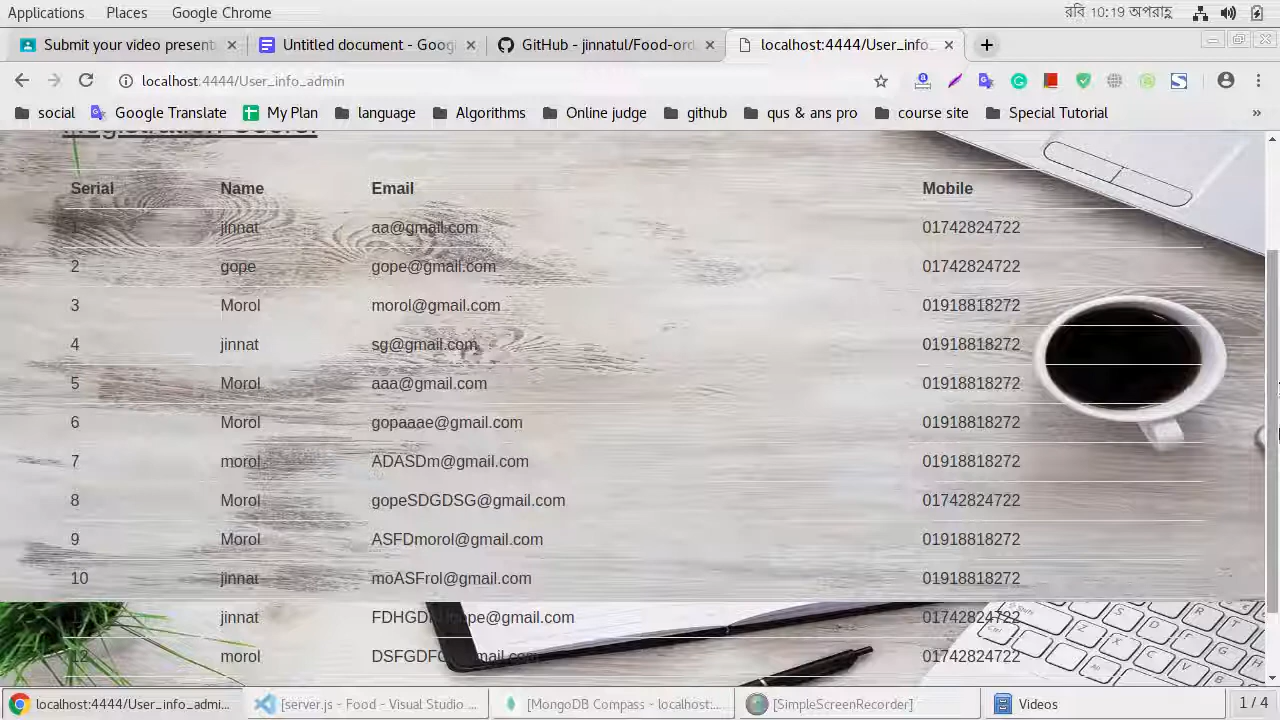 Applications Places Google Chrome রবি 10:19 অপরাহ্ণ
Submit your video present Untitled document - Goog GitHub - jinnatul/Food-ord localhost:4444/User_info_
localhost:4444/User_info_admin
social Google Translate My Plan language Algorithms Online judge github qus & ans pro course site Special Tutorial »
Serial Name Email Mobile
1 jinnat aa@gmail.com 01742824722
2 gope gope@gmail.com 01742824722
3 Morol morol@gmail.com 01918818272
4 jinnat sg@gmail.com 01918818272
5 Morol aaa@gmail.com 01918818272
6 Morol gopaaae@gmail.com 01918818272
7 morol ADASDm@gmail.com 01918818272
8 Morol gopeSDGDSG@gmail.com 01742824722
9 Morol ASFDmorol@gmail.com 01918818272
10 jinnat moASFrol@gmail.com 01918818272
jinnat 01742824722
12 morol 01742824722
localhost:4444/User_info_admi... [server.js - Food - Visual Studio ... [MongoDB Compass - localhost:... [SimpleScreenRecorder] Videos 1 / 4